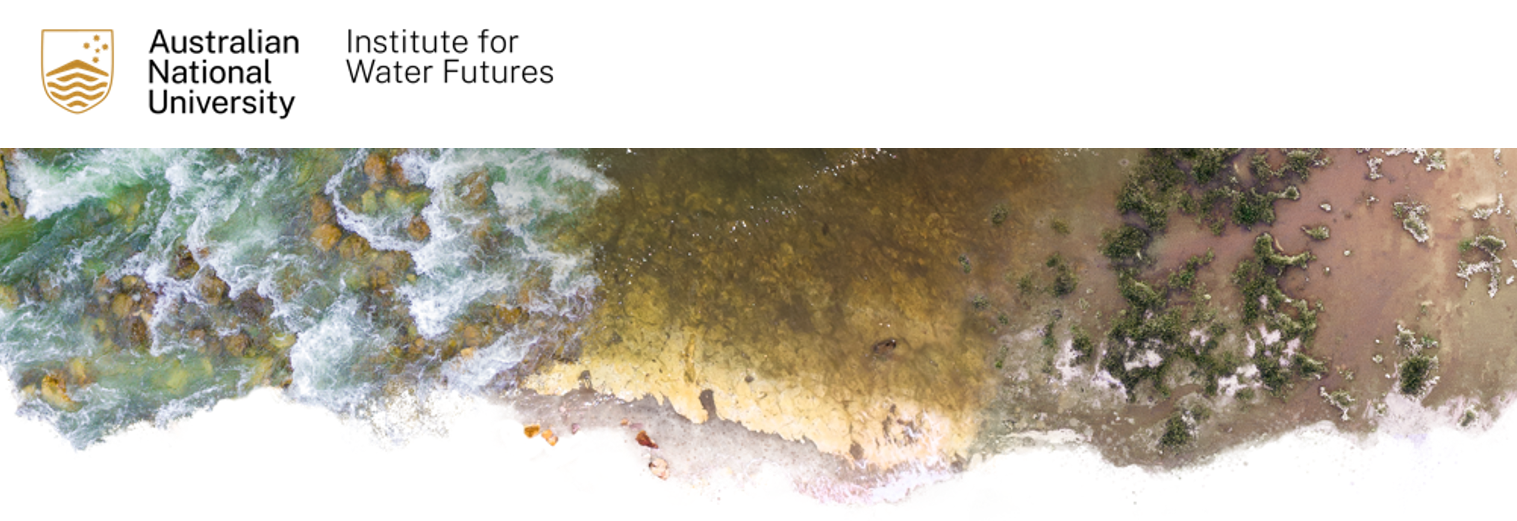 Australian
National
University
Institute for
Water Futures